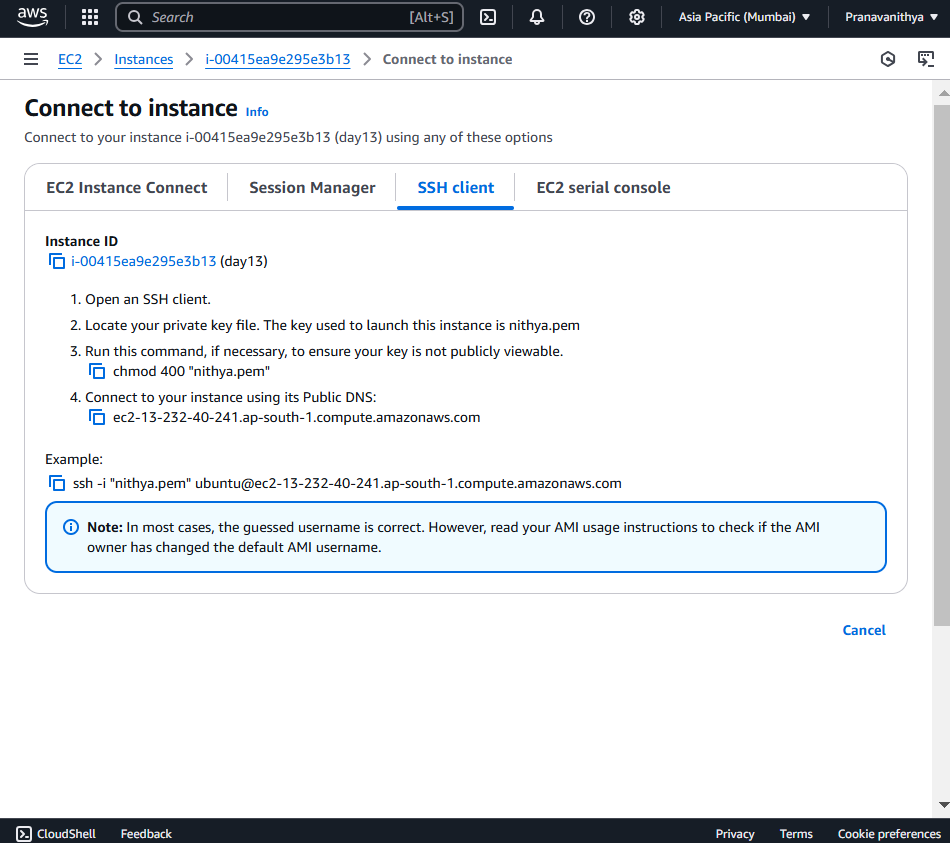 aws
Search [Alt+S] Asia Pacific (Mumbai) Pranavanithya
EC2 Instances i-00415ea9e295e3b13 Connect to instance
Connect to instance Info
Connect to your instance i-00415ea9e295e3b13 (day13) using any of these options
EC2 Instance Connect Session Manager SSH client EC2 serial console
Instance ID
i-00415ea9e295e3b13 (day13)
1. Open an SSH client.
2. Locate your private key file. The key used to launch this instance is nithya.pem
3. Run this command, if necessary, to ensure your key is not publicly viewable.
chmod 400 "nithya.pem"
4. Connect to your instance using its Public DNS:
ec2-13-232-40-241.ap-south-1.compute.amazonaws.com
Example:
ssh -i "nithya.pem" ubuntu@ec2-13-232-40-241.ap-south-1.compute.amazonaws.com
Note: In most cases, the guessed username is correct. However, read your AMI usage instructions to check if the AMI
owner has changed the default AMI username.
Cancel
CloudShell Feedback Privacy Terms Cookie preferences